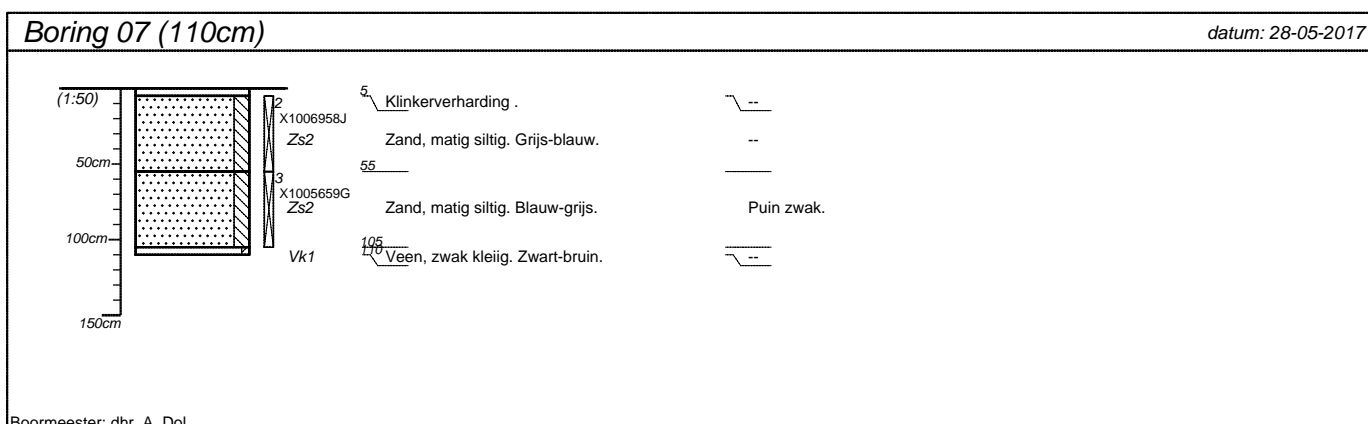 Boring 07 (110cm) datum: 28-05-2017
(1:50) 2 5 Klinkerverharding . --
X1006958J
Zs2 Zand, matig siltig. Grijs-blauw. --
50cm 55
3
X1005659G
Zs2 Zand, matig siltig. Blauw-grijs. Puin zwak.
100cm 105
Vk1 110 Veen, zwak kleiig. Zwart-bruin. --
150cm
Boormeester: dhr. A. Dol